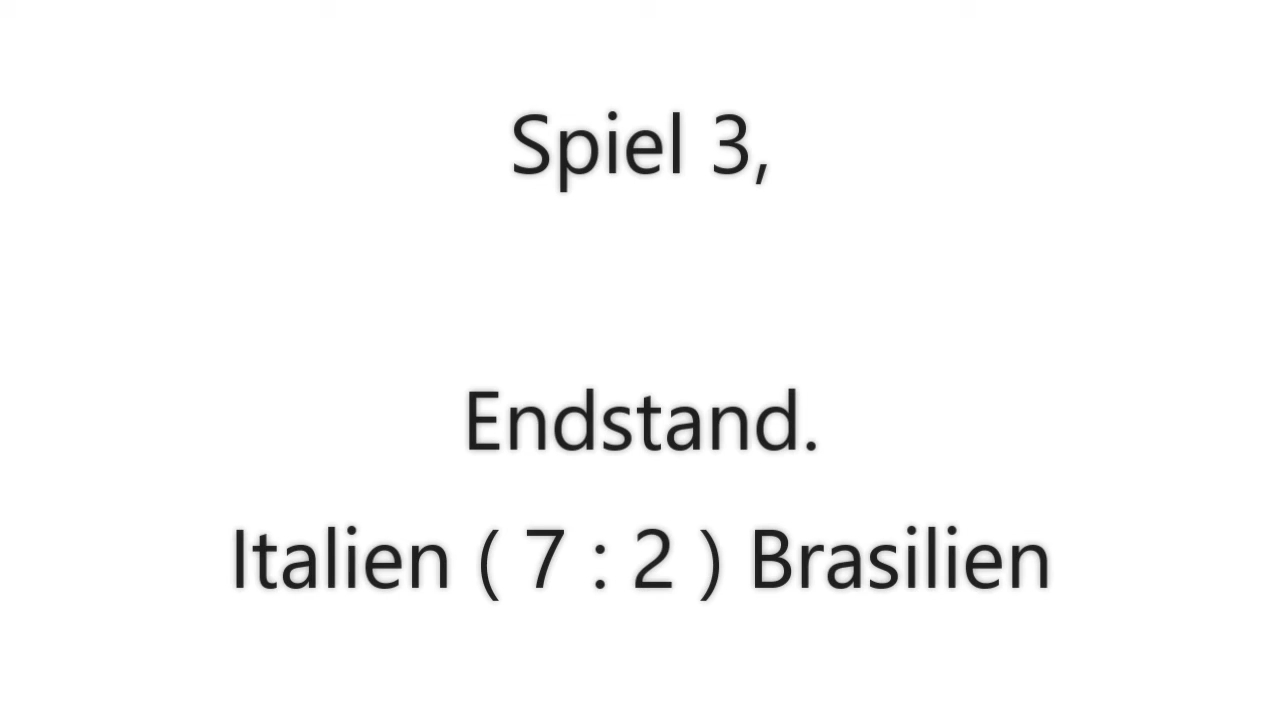 Spiel 3,
Endstand.
Italien ( 7 : 2 ) Brasilien